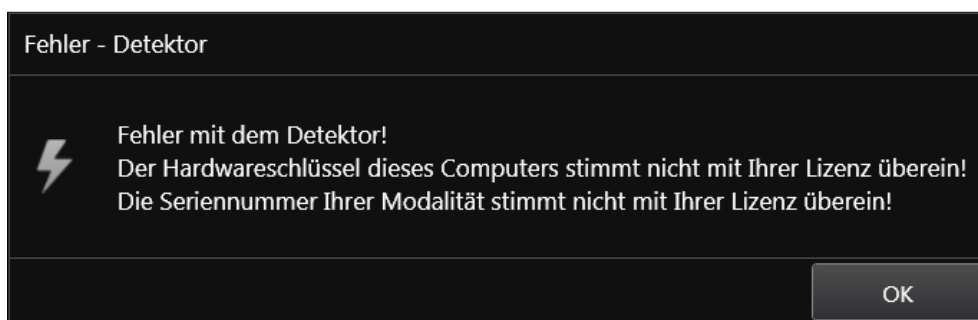 Fehler - Detektor
Fehler mit dem Detektor!
Der Hardwareschlüssel dieses Computers stimmt nicht mit Ihrer Lizenz überein!
Die Seriennummer Ihrer Modalität stimmt nicht mit Ihrer Lizenz überein!
OK